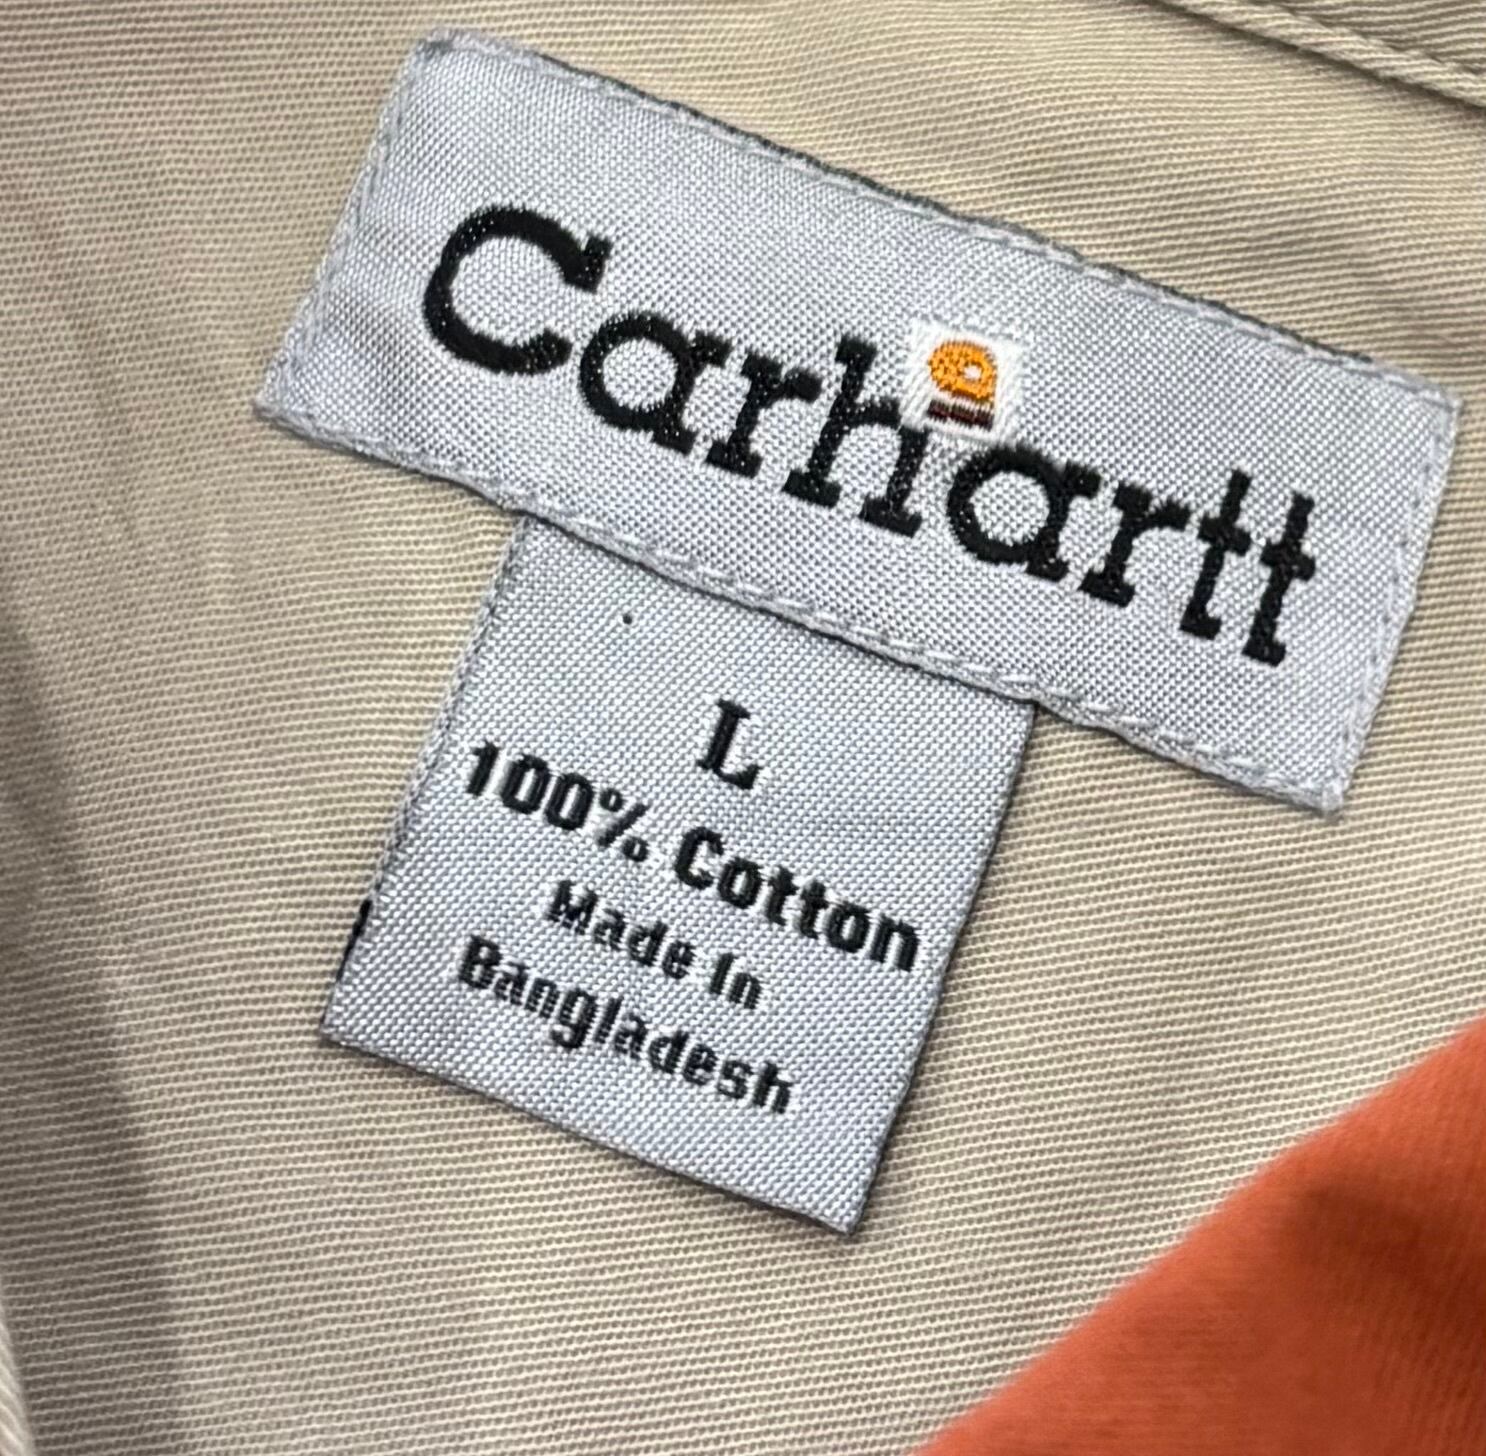 Carhartt
L
100% Cotton
Made In
Bangladesh